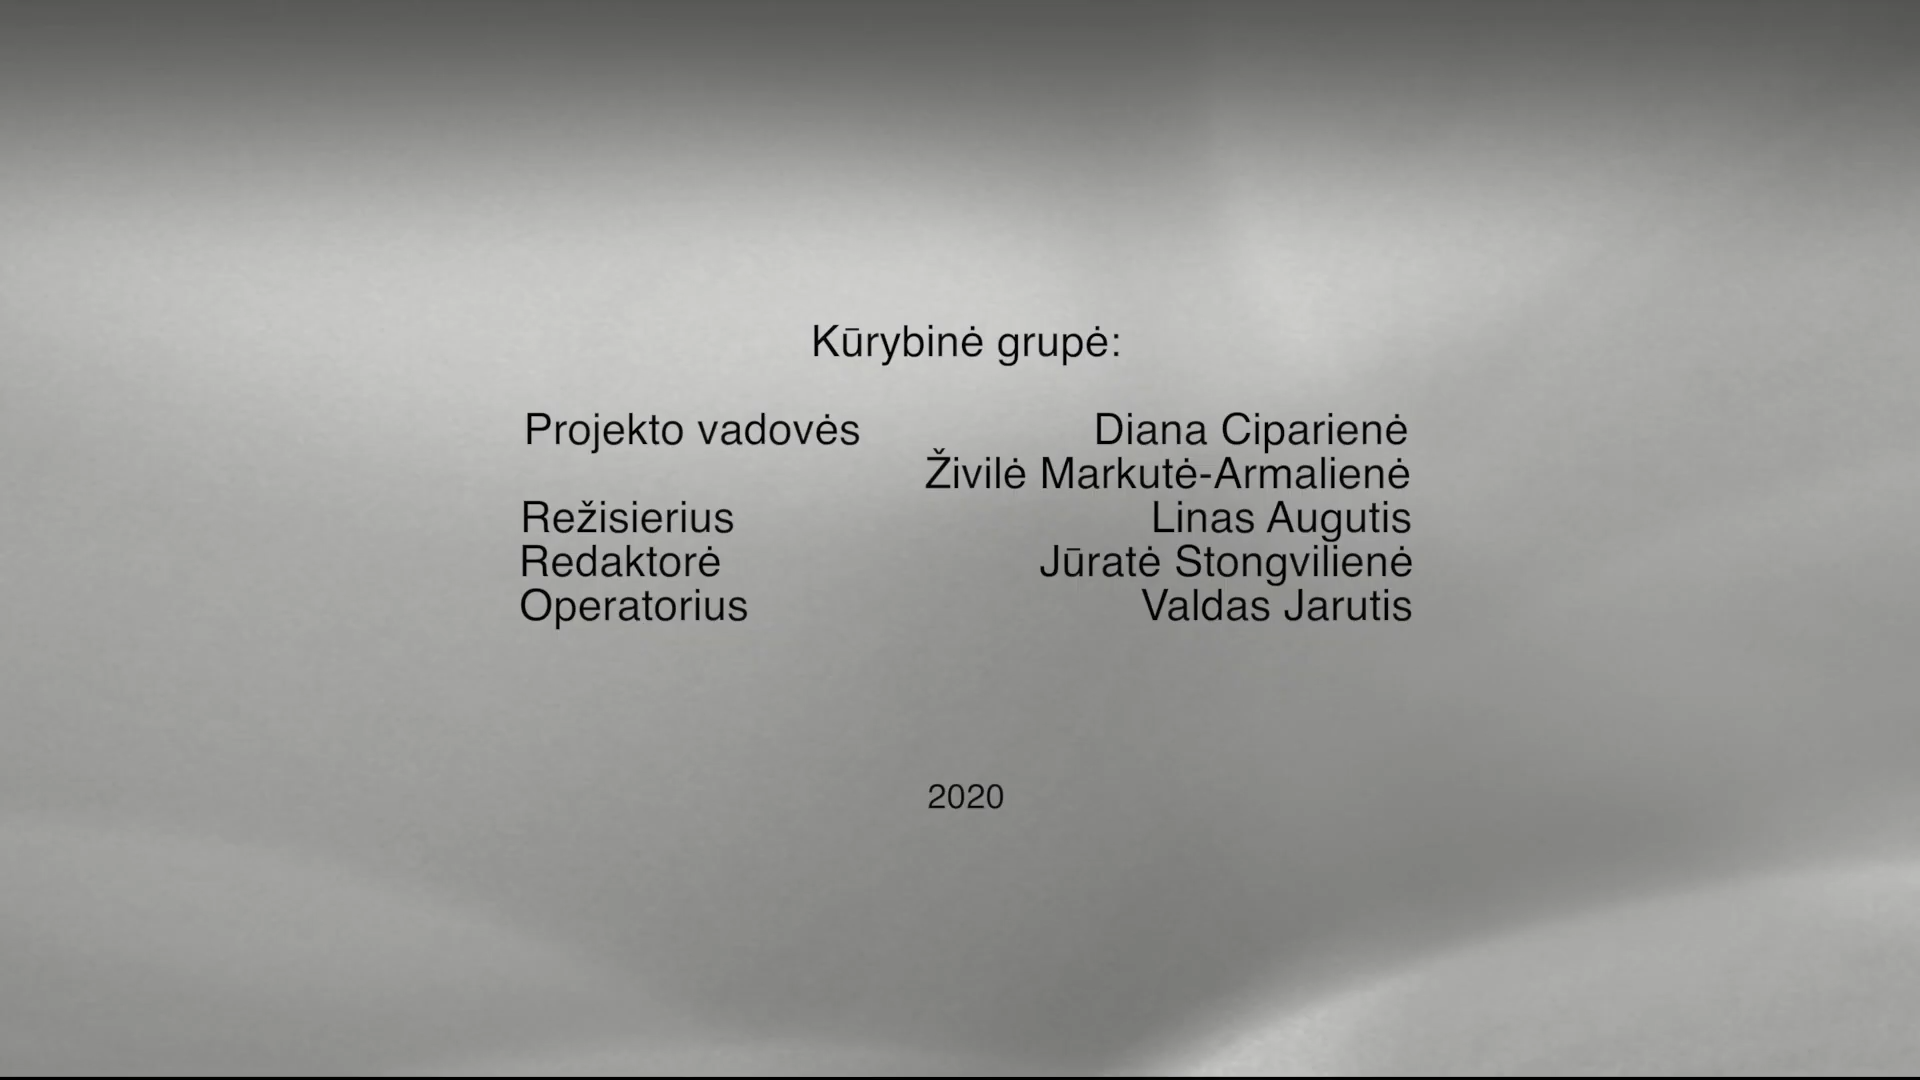 Kūrybinė grupė:
Projekto vadovės Diana Ciparienė
Živilė Markutė-Armalienė
Režisierius Linas Augutis
Redaktorė Jūratė Stongvilienė
Operatorius Valdas Jarutis
2020